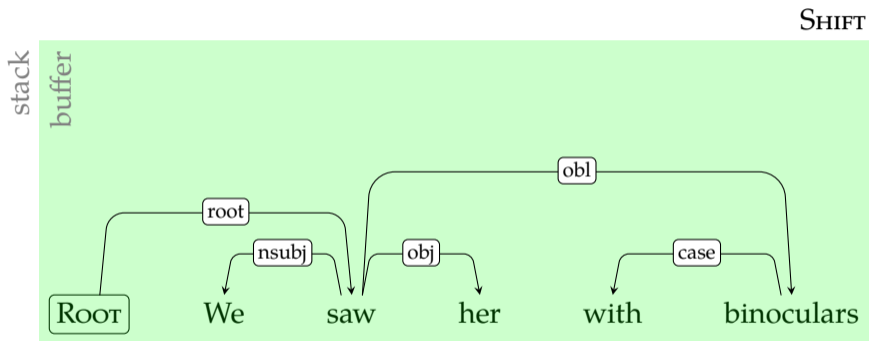 SHIFT
stack
buffer
obl
root
nsubj obj case
ROOT We saw her with binoculars